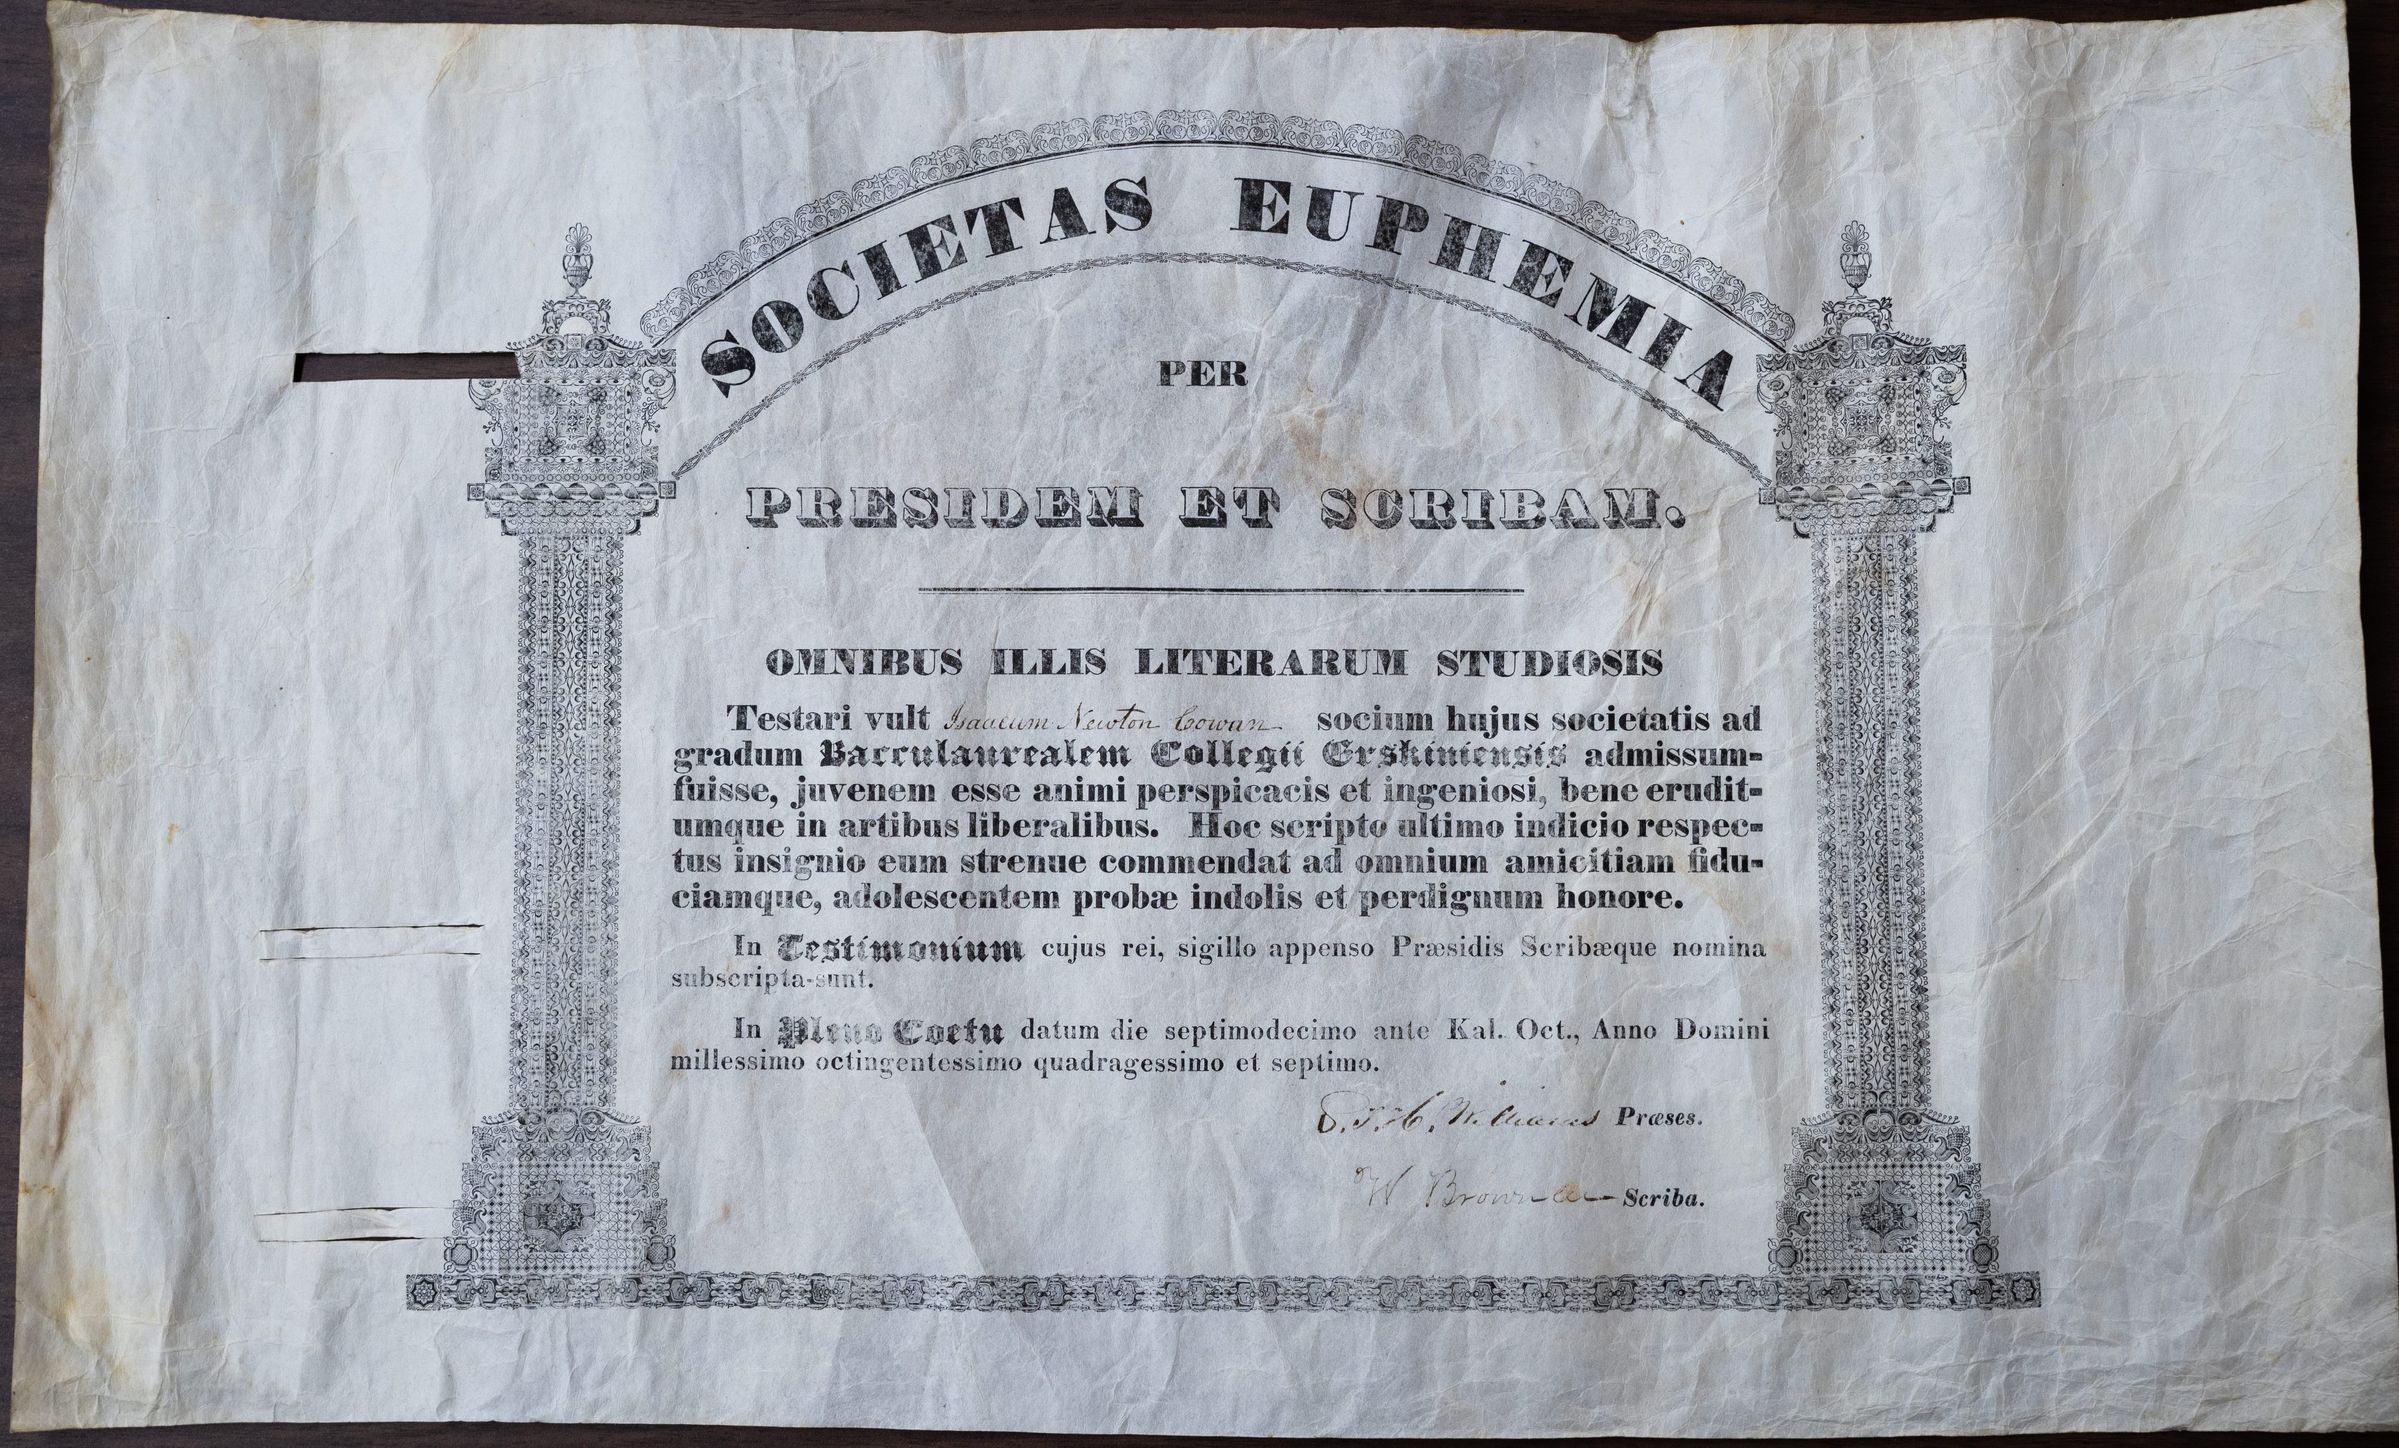 SOCIETAS EUPHEMIA
PER
PRESIDEM ET SCRIBAM.
OMNIBUS ILLIS LITERARUM STUDIOSIS
Testari vult Isaacum Newton Cowan socium hujus societatis ad
gradum Bacculaurealem Collegii Erskiniensis admissum-
fuisse, juvenem esse animi perspicacis et ingeniosi, bene erudit-
umque in artibus liberalibus. Hoc scripto ultimo indicio respec-
tus insignio eum strenue commendat ad omnium amicitiam fidu-
ciamque, adolescentem probæ indolis et perdignum honore.
In Testimonium cujus rei, sigillo appenso Præsidis Scribæque nomina
subscripta-sunt.
In Pleno Coetu datum die septimodecimo ante Kal. Oct., Anno Domini
millessimo octingentessimo quadragessimo et septimo.
Williams Præses.
W Scriba.